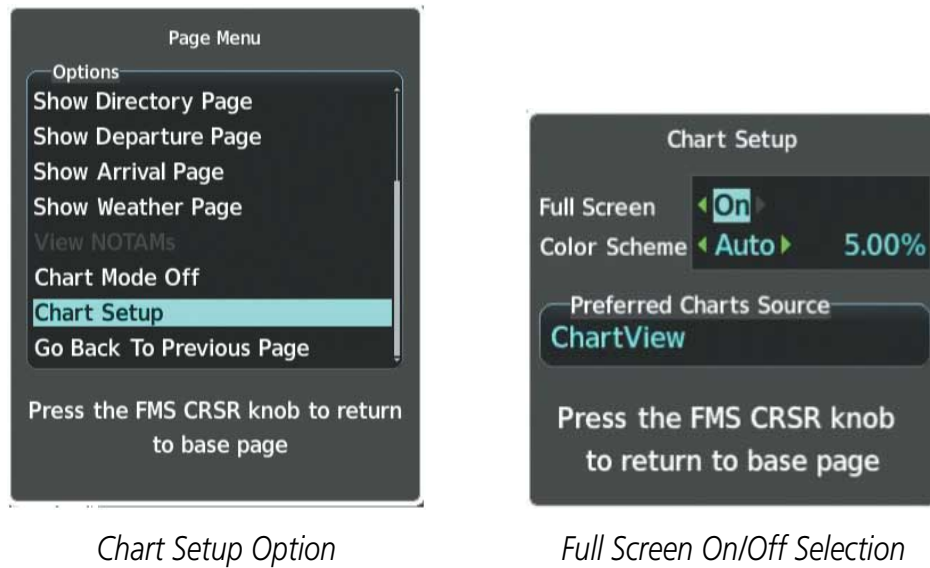 Page Menu
Options
Show Directory Page
Show Departure Page
Show Arrival Page
Show Weather Page
View NOTAMs
Chart Mode Off
Chart Setup
Go Back To Previous Page
Press the FMS CRSR knob to return
to base page
Chart Setup Option
Chart Setup
Full Screen On
Color Scheme Auto 5.00%
Preferred Charts Source
ChartView
Press the FMS CRSR knob
to return to base page
Full Screen On/Off Selection